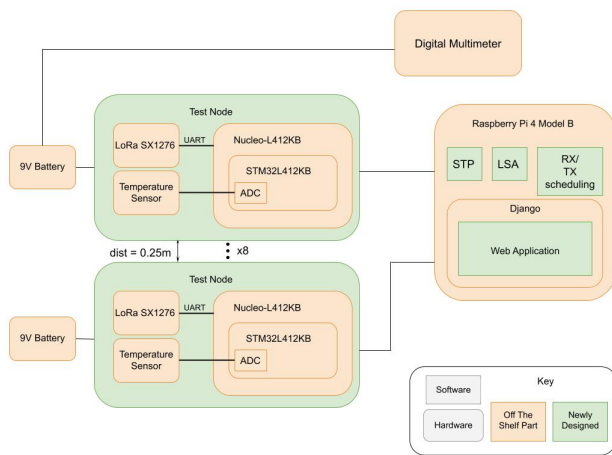 Digital Multimeter
Test Node
LoRa SX1276
UART
Nucleo-L412KB
STM32L412KB
ADC
Temperature
Sensor
9V Battery
dist = 0.25m
x8
Test Node
LoRa SX1276
UART
Nucleo-L412KB
STM32L412KB
ADC
Temperature
Sensor
9V Battery
Raspberry Pi 4 Model B
STP
LSA
RX/
TX
scheduling
Django
Web Application
Key
Software
Hardware
Off The
Shelf Part
Newly
Designed